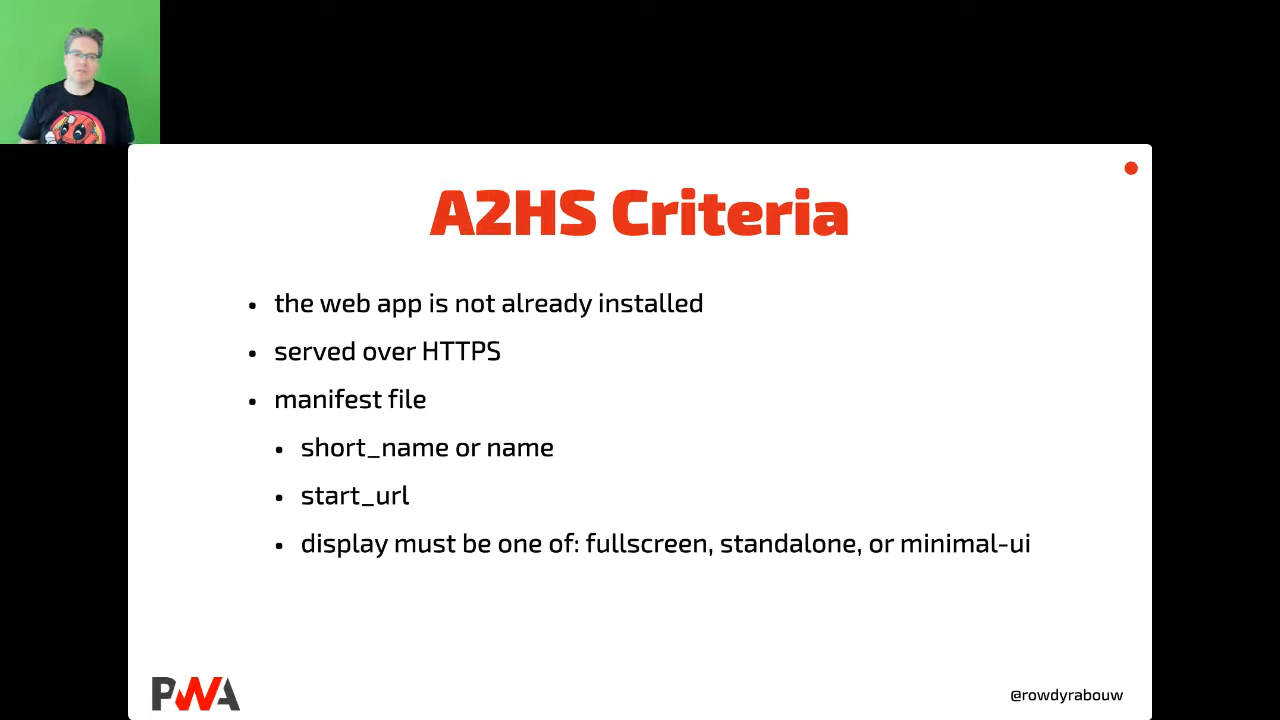 A2HS Criteria
• the web app is not already installed
• served over HTTPS
• manifest file
• short_name or name
• start_url
• display must be one of: fullscreen, standalone, or minimal-ui
PWA
@rowdyrabouw